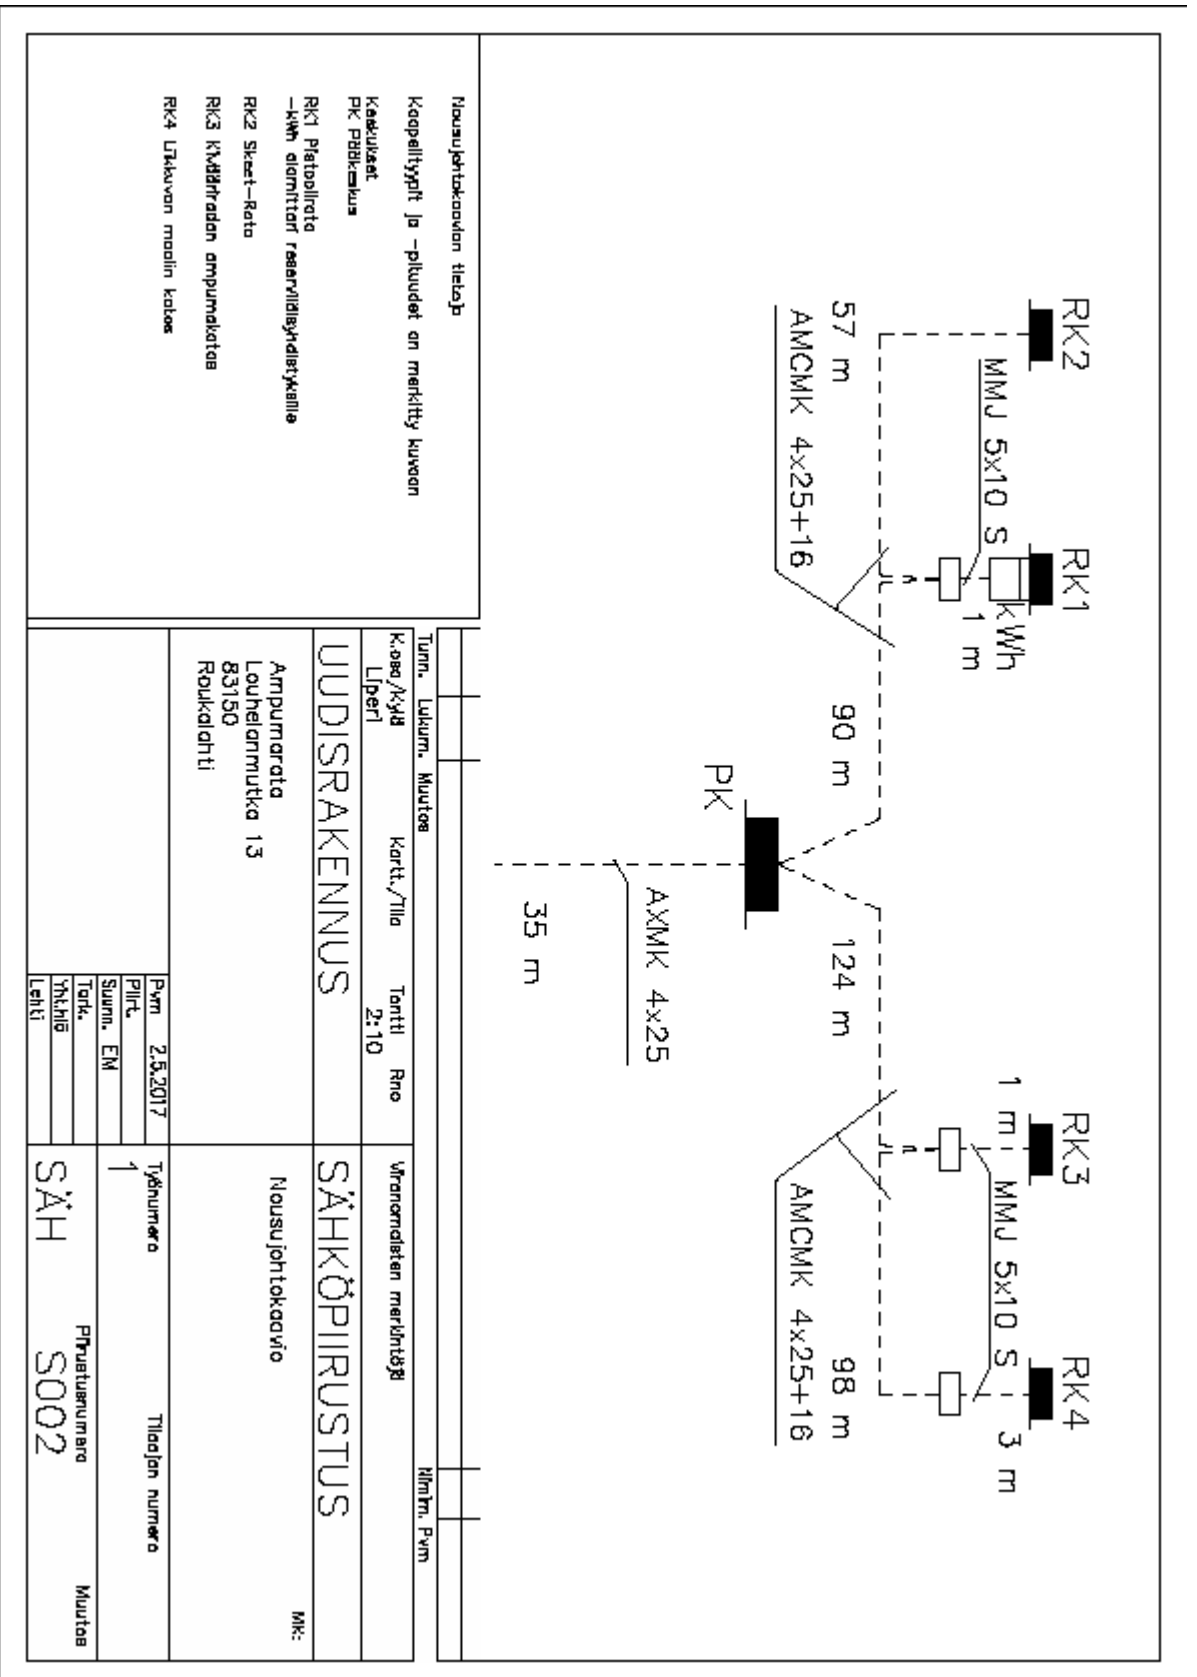 RK2
RK1
RK3
RK4
MMJ 5x10 S
kWh
1 m
1 m
MMJ 5x10 S
3 m
57 m
90 m
124 m
98 m
AMCMK 4x25+16
AMCMK 4x25+16
PK
AXMK 4x25
35 m
Nousujohtokaavion tietoja
Kaapelityypit ja -pituudet on merkitty kuvaan
Keskukset
PK Pääkeskus
RK1 Pistoolirata
-kWh alamittari reserviläisyhdistykselle
RK2 Skeet-Rata
RK3 Kivääriradan ampumakatos
RK4 Liikkuvan maalin katos
Tunn. Lukum. Muutos Nimim. Pvm
K.osa/Kylä Kortt./Tila Tontti Rno Viranomaisten merkintöjä
Liperi 2:10
UUDISRAKENNUS SÄHKÖPIIRUSTUS
Ampumarata
Louhelanmutka 13
83150
Roukalahti
Nousujohtokaavio
MK:
Pvm 2.5.2017
Piirt.
Suunn. EM
Tark.
Yht.hlö
Lehti
Työnumero Tilaajan numero
1
Piirustusnumero Muutos
SÄH S002